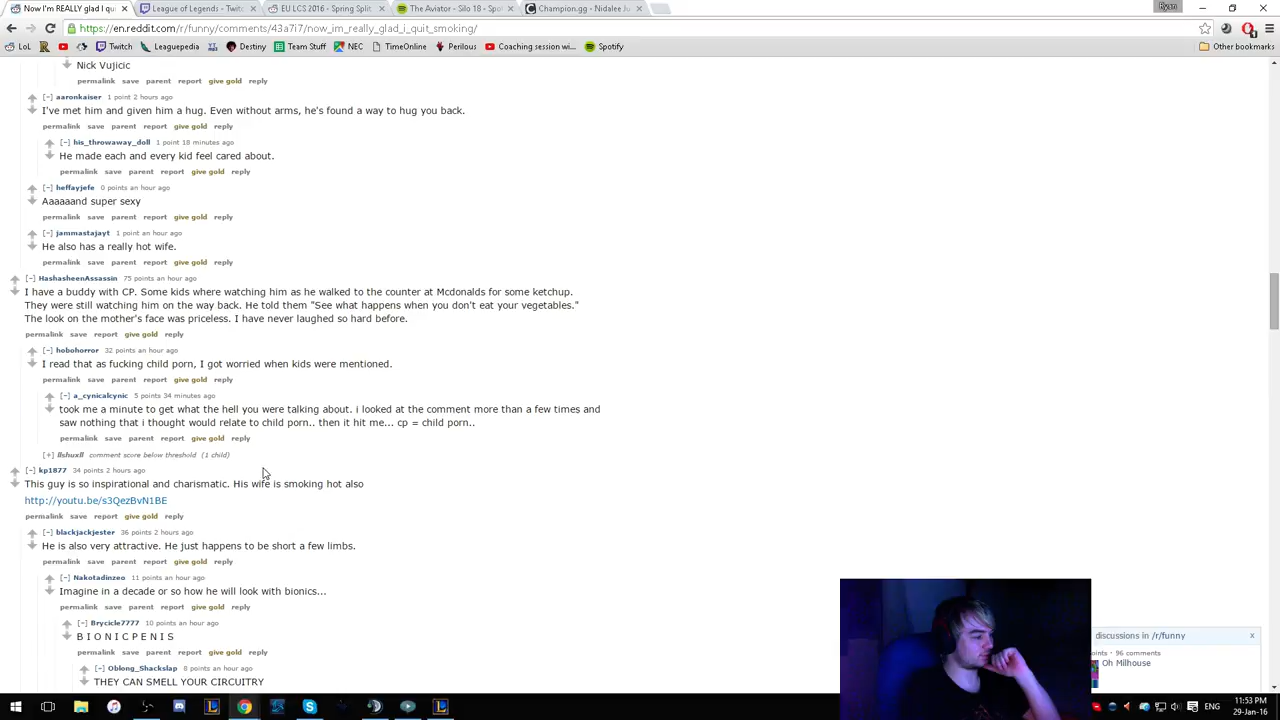 Now I'm really glad I qu
League of Legends - Twit
EU LCS 2016 - Spring Split
The Aviator - Silo 18 - Spo
Champion.gg - Nidalee Ju
Ryan
https://en.reddit.com/r/funny/comments/43a7i7/now_im_really_glad_i_quit_smoking/
LoL
Twitch
Leaguepedia
Destiny
Team Stuff
NEC
TimeOnline
Perilous
Coaching session wi...
Spotify
Other bookmarks
Nick Vujicic
permalink save parent report give gold reply
[–] aaronkaiser 1 point 2 hours ago
I've met him and given him a hug. Even without arms, he's found a way to hug you back.
permalink save parent report give gold reply
[–] his_throwaway_doll 1 point 18 minutes ago
He made each and every kid feel cared about.
permalink save parent report give gold reply
[–] heffayjefe 0 points an hour ago
Aaaaaand super sexy
permalink save parent report give gold reply
[–] jammastajayt 1 point an hour ago
He also has a really hot wife.
permalink save parent report give gold reply
[–] HashasheenAssassin 75 points an hour ago
I have a buddy with CP. Some kids where watching him as he walked to the counter at Mcdonalds for some ketchup.
They were still watching him on the way back. He told them "See what happens when you don't eat your vegetables."
The look on the mother's face was priceless. I have never laughed so hard before.
permalink save report give gold reply
[–] hobohorror 32 points an hour ago
I read that as fucking child porn, I got worried when kids were mentioned.
permalink save parent report give gold reply
[–] a_cynicalcynic 5 points 34 minutes ago
took me a minute to get what the hell you were talking about. i looked at the comment more than a few times and
saw nothing that i thought would relate to child porn.. then it hit me... cp = child porn..
permalink save parent report give gold reply
[+] comment score below threshold (1 child)
[–] kp1877 34 points 2 hours ago
This guy is so inspirational and charismatic. His wife is smoking hot also
http://youtu.be/s3QezBvN1BE
permalink save report give gold reply
[–] blackjackjester 36 points 2 hours ago
He is also very attractive. He just happens to be short a few limbs.
permalink save parent report give gold reply
[–] Nakotadinzeo 11 points an hour ago
Imagine in a decade or so how he will look with bionics...
permalink save parent report give gold reply
[–] Brycicle7777 10 points an hour ago
B I O N I C P E N I S
permalink save parent report give gold reply
[–] Oblong_Shackslap 8 points an hour ago
THEY CAN SMELL YOUR CIRCUITRY
discussions in /r/funny x
oints · 96 comments
Oh Milhouse
ENG
11:53 PM
29-Jan-16